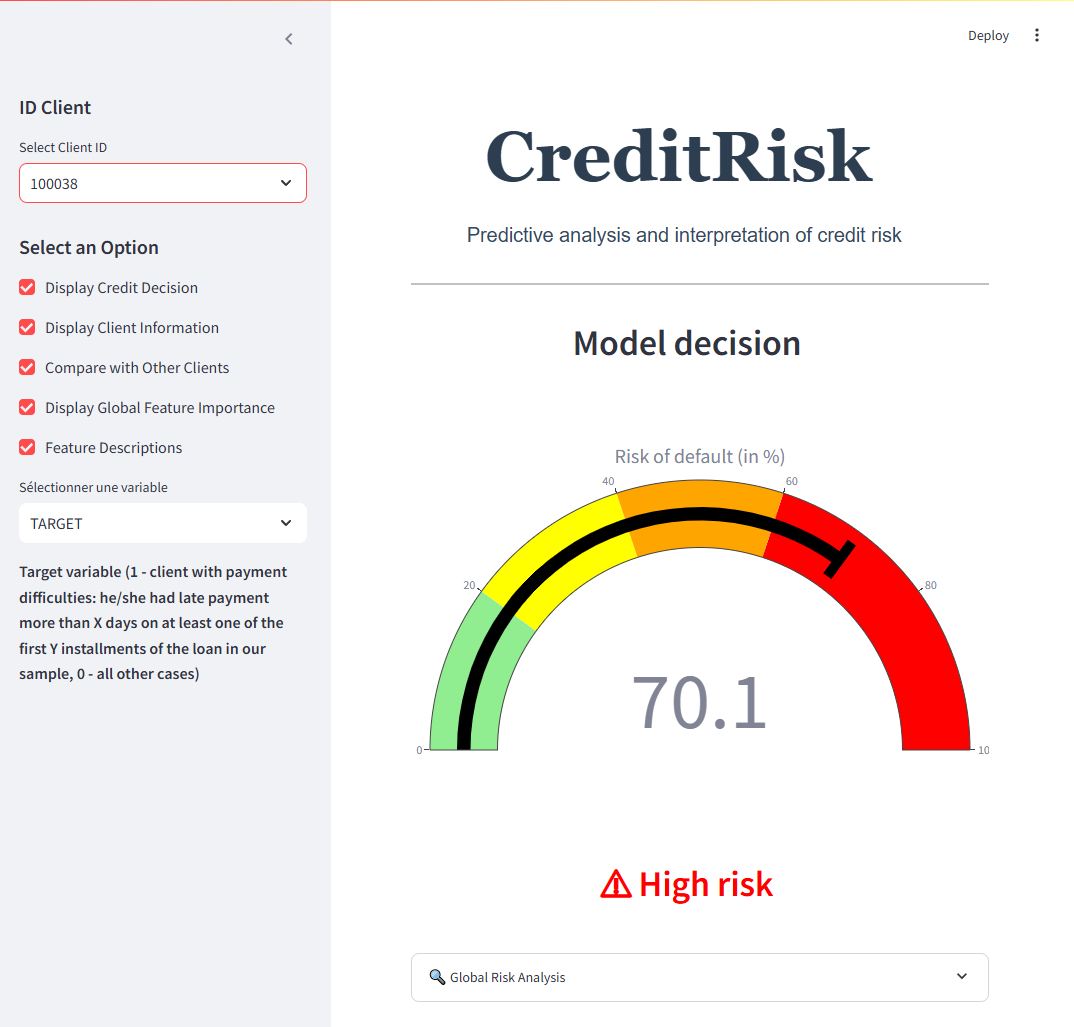 Deploy
ID Client
Select Client ID
100038
Select an Option
Display Credit Decision
Display Client Information
Compare with Other Clients
Display Global Feature Importance
Feature Descriptions
Sélectionner une variable
TARGET
Target variable (1 - client with payment
difficulties: he/she had late payment
more than X days on at least one of the
first Y installments of the loan in our
sample, 0 - all other cases)
CreditRisk
Predictive analysis and interpretation of credit risk
Model decision
Risk of default (in %)
40
60
20
80
70.1
0
10
⚠ High risk
🔍 Global Risk Analysis